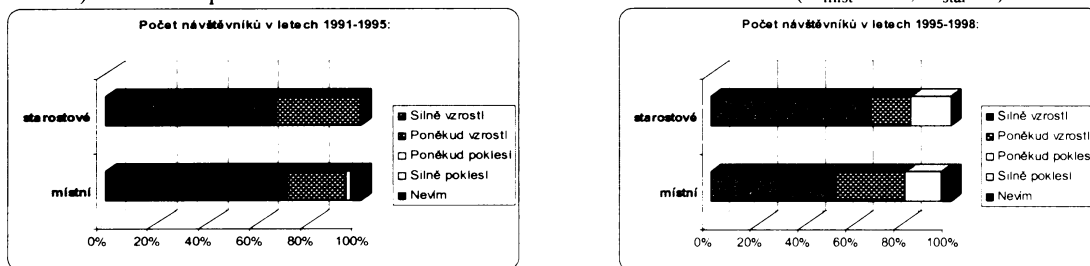 Počet návštěvníků v letech 1991-1995:
starostové
místní
0% 20% 40% 60% 80% 100%
Silně vzrostl
Poněkud vzrostl
Poněkud poklesl
Silně poklesl
Nevím
Počet návštěvníků v letech 1995-1998:
starostové
místní
0% 20% 40% 60% 80% 100%
Silně vzrostl
Poněkud vzrostl
Poněkud poklesl
Silně poklesl
Nevím